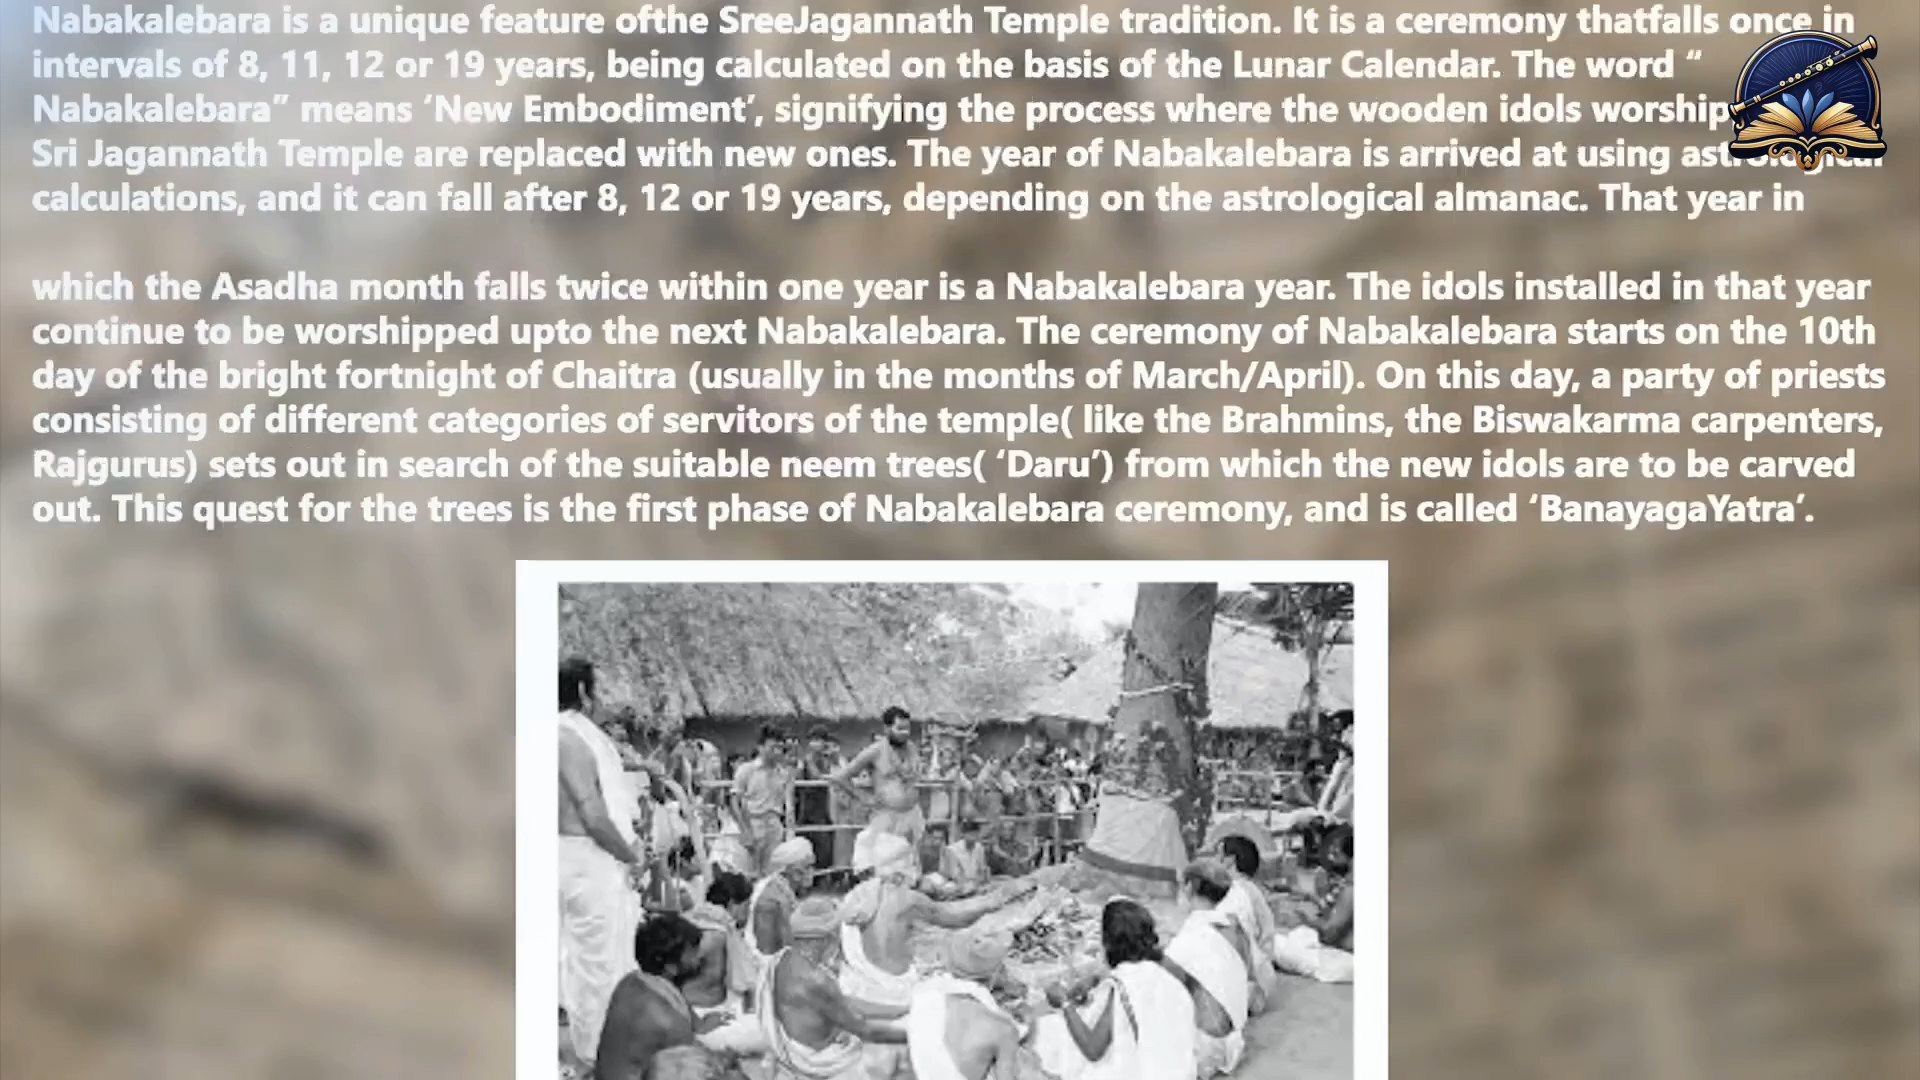 Nabakalebara is a unique feature ofthe SreeJagannath Temple tradition. It is a ceremony thatfalls once in
intervals of 8, 11, 12 or 19 years, being calculated on the basis of the Lunar Calendar. The word “
Nabakalebara” means ‘New Embodiment’, signifying the process where the wooden idols
Sri Jagannath Temple are replaced with new ones. The year of Nabakalebara is arrived at using
calculations, and it can fall after 8, 12 or 19 years, depending on the astrological almanac. That year in
which the Asadha month falls twice within one year is a Nabakalebara year. The idols installed in that year
continue to be worshipped upto the next Nabakalebara. The ceremony of Nabakalebara starts on the 10th
day of the bright fortnight of Chaitra (usually in the months of March/April). On this day, a party of priests
consisting of different categories of servitors of the temple( like the Brahmins, the Biswakarma carpenters,
Rajgurus) sets out in search of the suitable neem trees( ‘Daru’) from which the new idols are to be carved
out. This quest for the trees is the first phase of Nabakalebara ceremony, and is called ‘BanayagaYatra’.